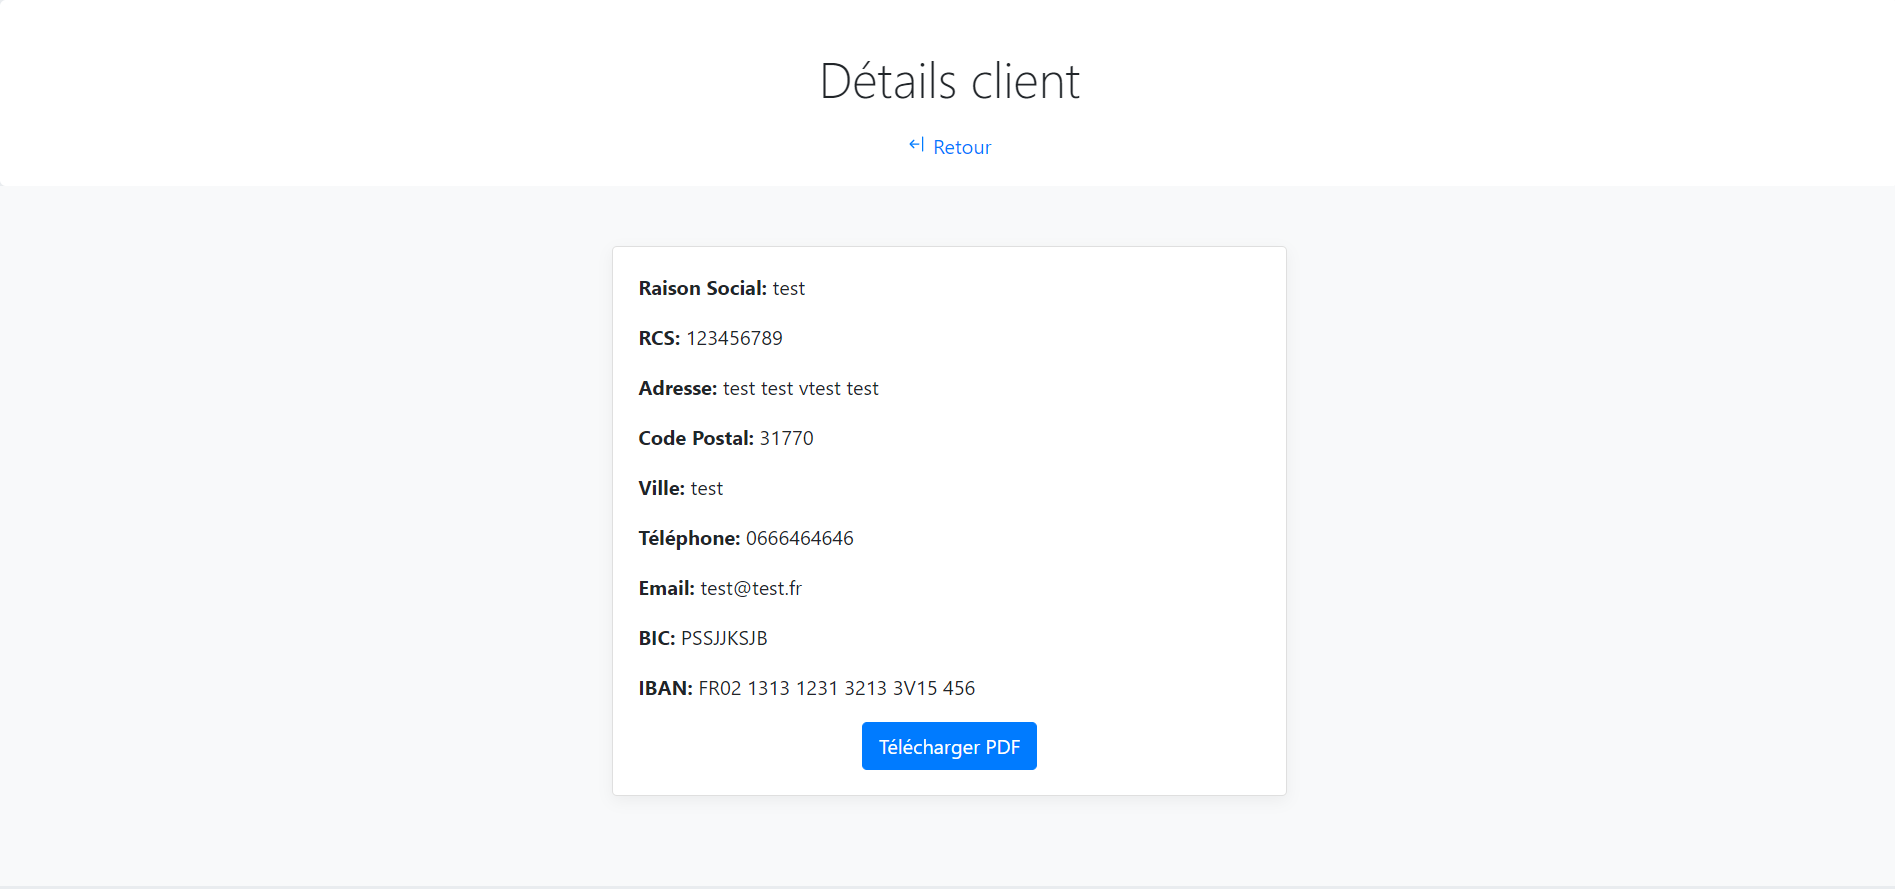 Détails client
Retour
Raison Social: test
RCS: 123456789
Adresse: test test vtest test
Code Postal: 31770
Ville: test
Téléphone: 0666464646
Email: test@test.fr
BIC: PSSJJKSJB
IBAN: FR02 1313 1231 3213 3V15 456
Télécharger PDF